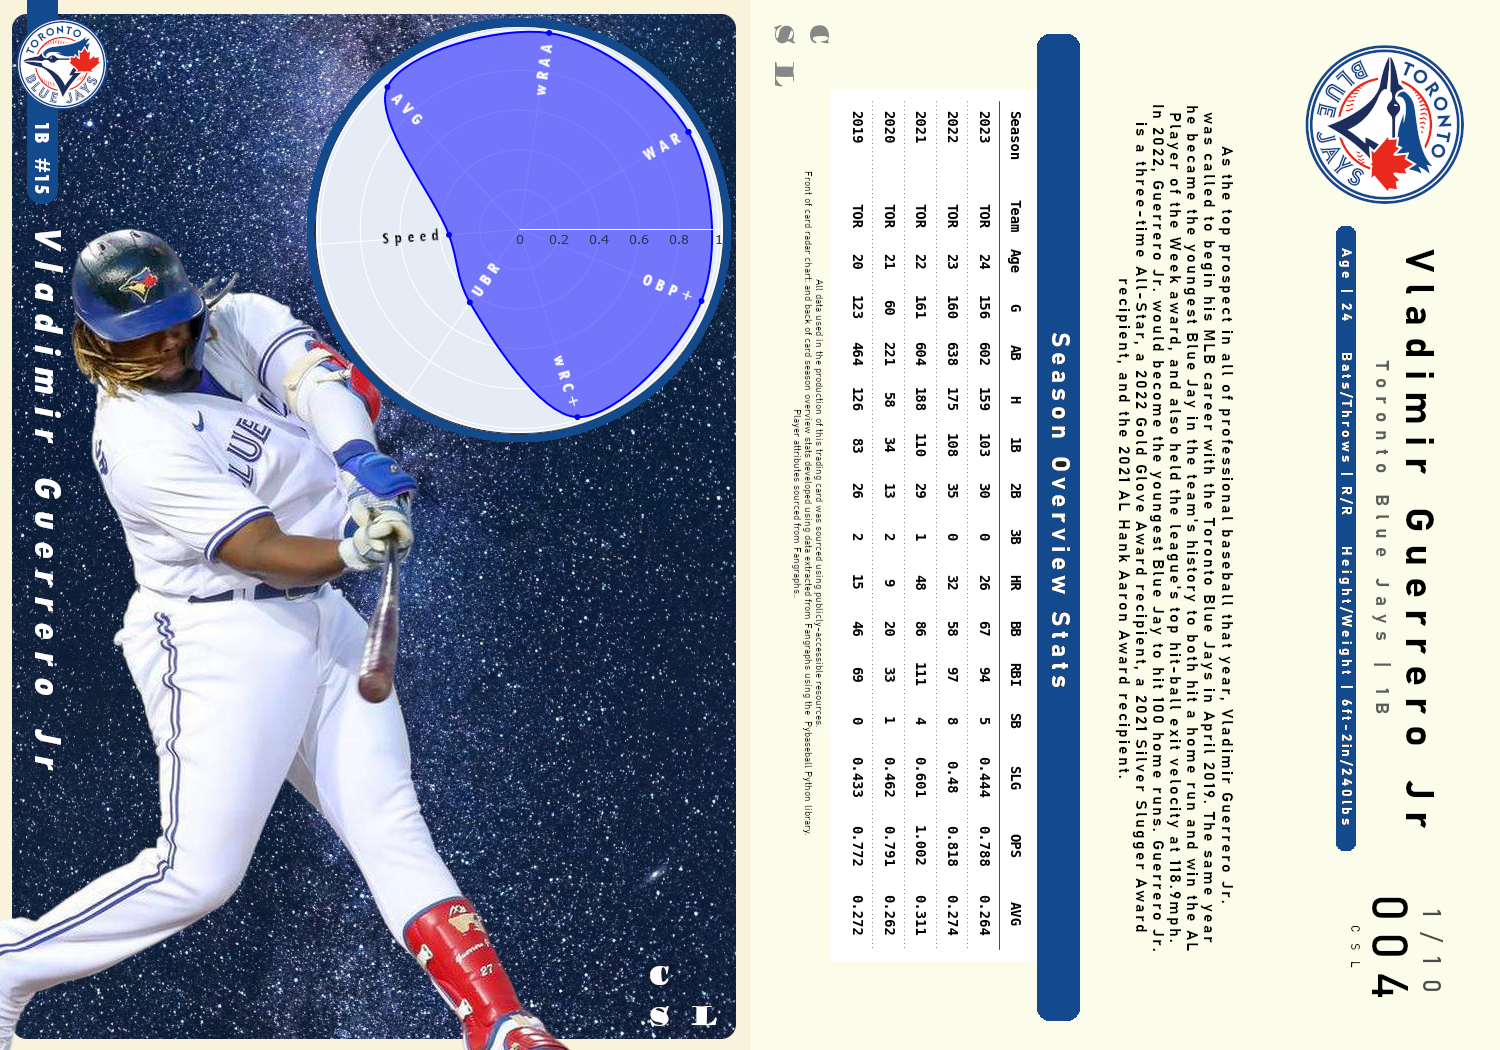 TORONTO
BLUE JAYS
1B #15
Vladimir Guerrero Jr
wRAA
AVG
WAR
Speed
0 0.2 0.4 0.6 0.8 1
UBR
OBP+
wRC+
BLUE
27
C
S L
TORONTO
BLUE JAYS
Vladimir Guerrero Jr
Toronto Blue Jays | 1B
Age | 24 Bats/Throws | R/R Height/Weight | 6ft-2in/240lbs
1/10
004
CSL
As the top prospect in all of professional baseball that year, Vladimir Guerrero Jr.
was called to begin his MLB career with the Toronto Blue Jays in April 2019. The same year
he became the youngest Blue Jay in the team's history to both hit a home run and win the AL
Player of the Week award, and also held the league's top hit-ball exit velocity at 118.9mph.
In 2022, Guerrero Jr. would become the youngest Blue Jay to hit 100 home runs. Guerrero Jr.
is a three-time All-Star, a 2022 Gold Glove Award recipient, a 2021 Silver Slugger Award
recipient, and the 2021 AL Hank Aaron Award recipient.
Season Overview Stats
Season Team Age G AB H 1B 2B 3B HR BB RBI SB SLG OPS AVG
2023 TOR 24 156 602 159 103 30 0 26 67 94 5 0.444 0.788 0.264
2022 TOR 23 160 638 175 108 35 0 32 58 97 8 0.48 0.818 0.274
2021 TOR 22 161 604 188 110 29 1 48 86 111 4 0.601 1.002 0.311
2020 TOR 21 60 221 58 34 13 2 9 20 33 1 0.462 0.791 0.262
2019 TOR 20 123 464 126 83 26 2 15 46 69 0 0.433 0.772 0.272
All data used in the production of this trading card was sourced using publicly-accessible resources.
Front of card radar chart and back of card season overview stats developed using data extracted from Fangraphs using the Pybaseball Python library.
Player attributes sourced from Fangraphs.
C
S L